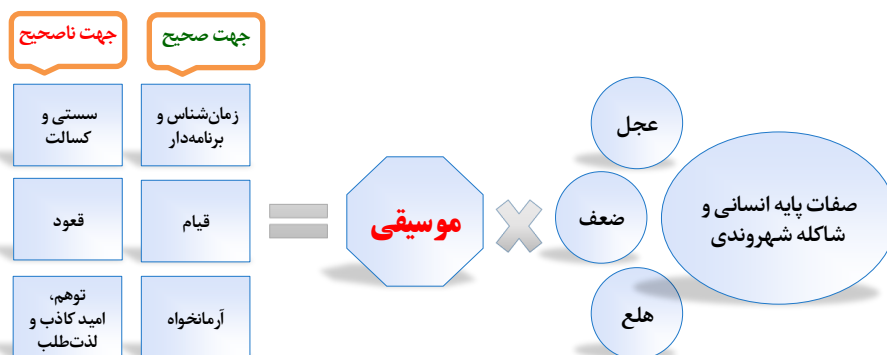 جهت صحیح
جهت ناصحیح
عجل
زمان‌شناس و
برنامه‌دار
سستی و
کسالت
صفات پایه انسانی و
شاکله شهروندی
ضعف
موسیقی
قیام
قعود
هلع
آرمانخواه
توهم،
امید کاذب و
لذت‌طلب